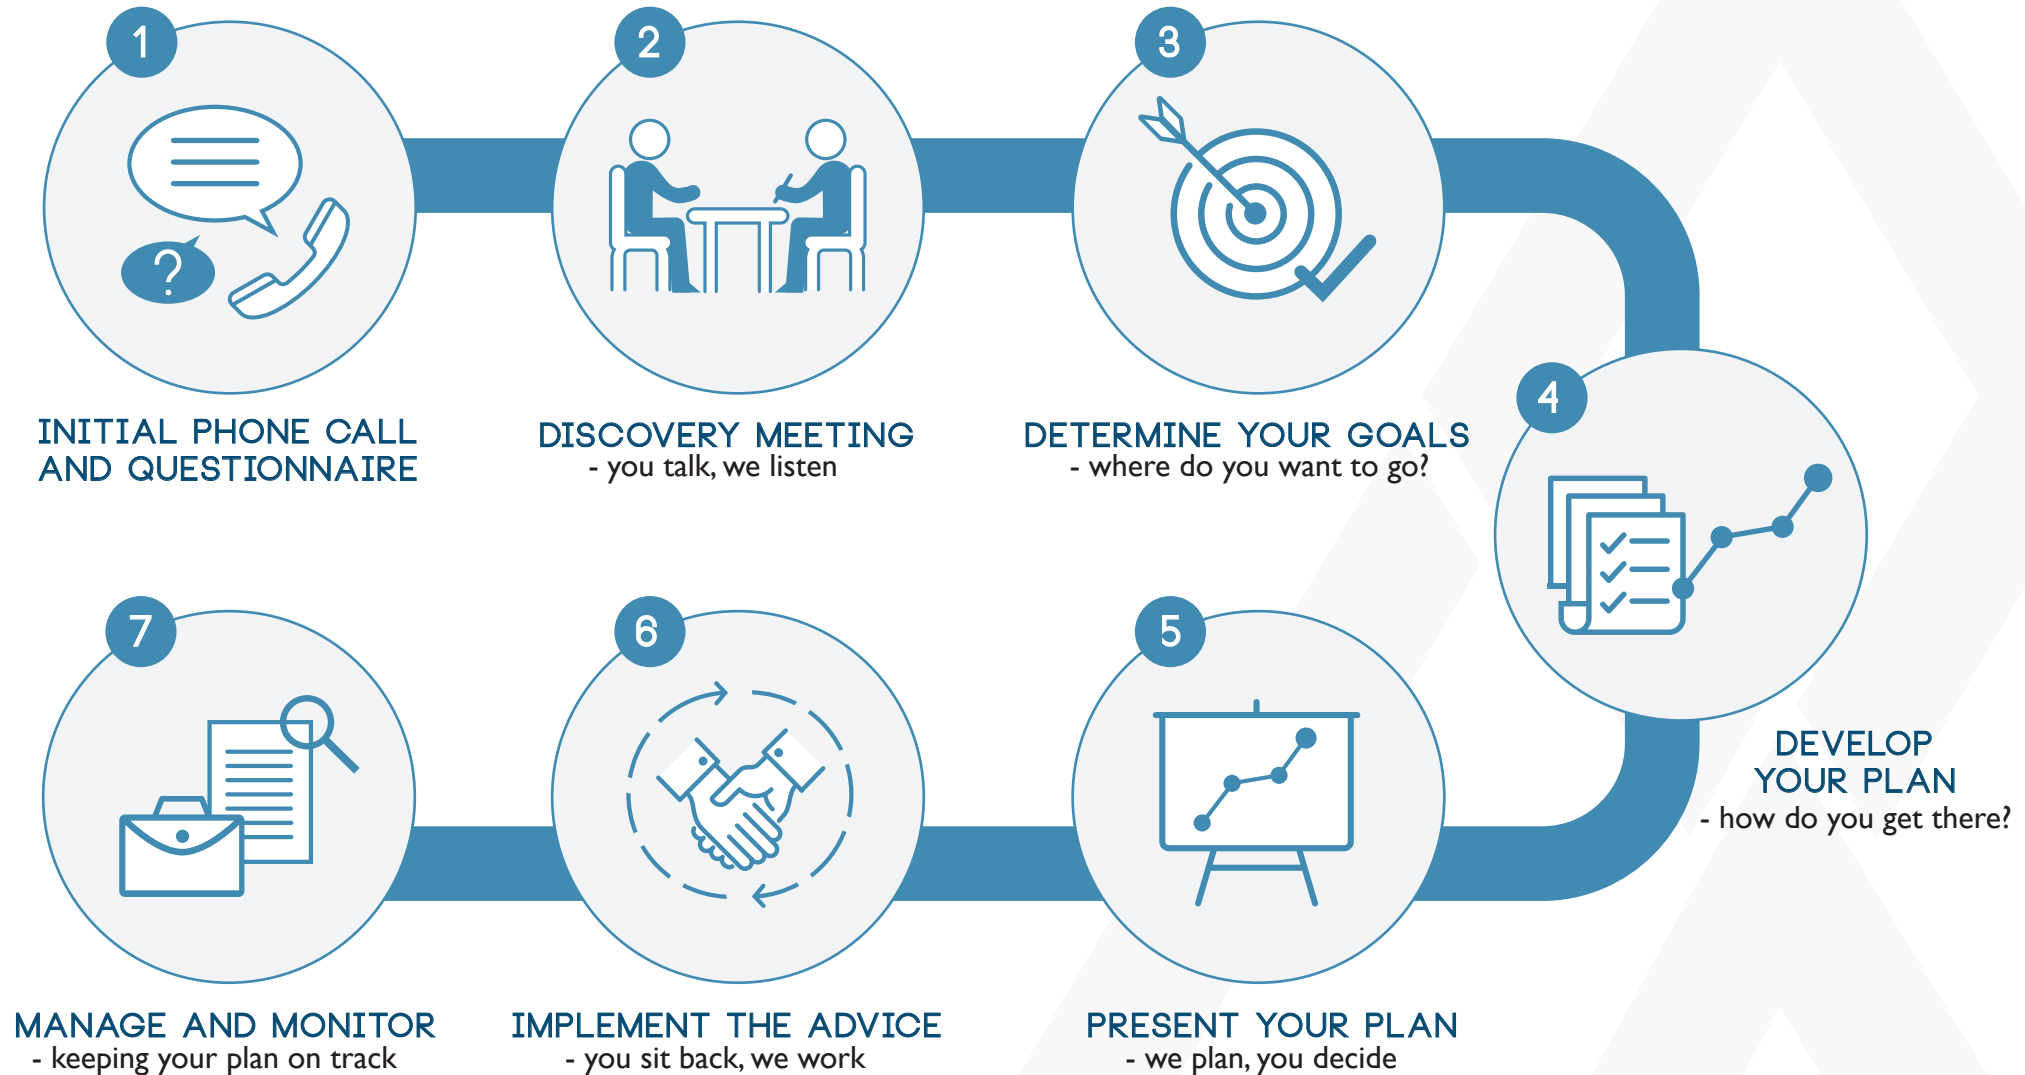 1
INITIAL PHONE CALL
AND QUESTIONNAIRE
?
2
DISCOVERY MEETING
- you talk, we listen
3
DETERMINE YOUR GOALS
- where do you want to go?
4
DEVELOP
YOUR PLAN
- how do you get there?
5
PRESENT YOUR PLAN
- we plan, you decide
6
IMPLEMENT THE ADVICE
- you sit back, we work
7
MANAGE AND MONITOR
- keeping your plan on track